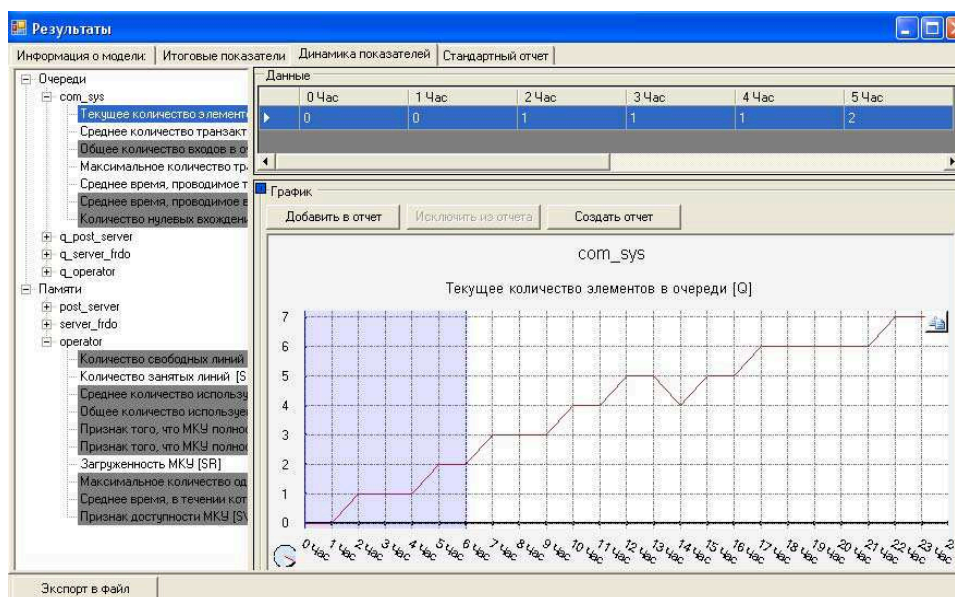 Результаты
Информация о модели: Итоговые показатели Динамика показателей Стандартный отчет
Очереди
com_sys
Текущее количество элемент
Среднее количество транзакт
Общее количество входов в о
Максимальное количество тр
Среднее время, проводимое т
Среднее время, проводимое в
Количество нулевых вхождени
q_post_server
q_server_frdo
q_operator
Памяти
post_server
server_frdo
operator
Количество свободных линий
Количество занятых линий [S
Среднее количество использу
Общее количество используе
Признак того, что МКУ полнос
Признак того, что МКУ полнос
Загруженность МКУ [SR]
Максимальное количество од
Среднее время, в течении кот
Признак доступности МКУ [S
Данные
0 Час 1 Час 2 Час 3 Час 4 Час 5 Час
0 0 1 1 1 2
График
Добавить в отчет Исключить из отчета Создать отчет
com_sys
Текущее количество элементов в очереди [Q]
7
6
5
4
3
2
1
0
0 Час 1 Час 2 Час 3 Час 4 Час 5 Час 6 Час 7 Час 8 Час 9 Час 10 Час 11 Час 12 Час 13 Час 14 Час 15 Час 16 Час 17 Час 18 Час 19 Час 20 Час 21 Час 22 Час 23 Час
Экспорт в файл